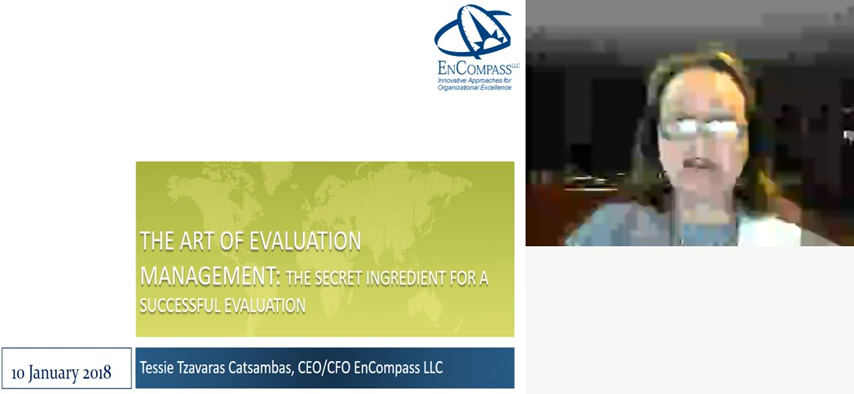 ENCOMPASS LLC
Innovative Approaches for
Organizational Excellence
THE ART OF EVALUATION
MANAGEMENT: THE SECRET INGREDIENT FOR A
SUCCESSFUL EVALUATION
10 January 2018
Tessie Tzavaras Catsambas, CEO/CFO EnCompass LLC